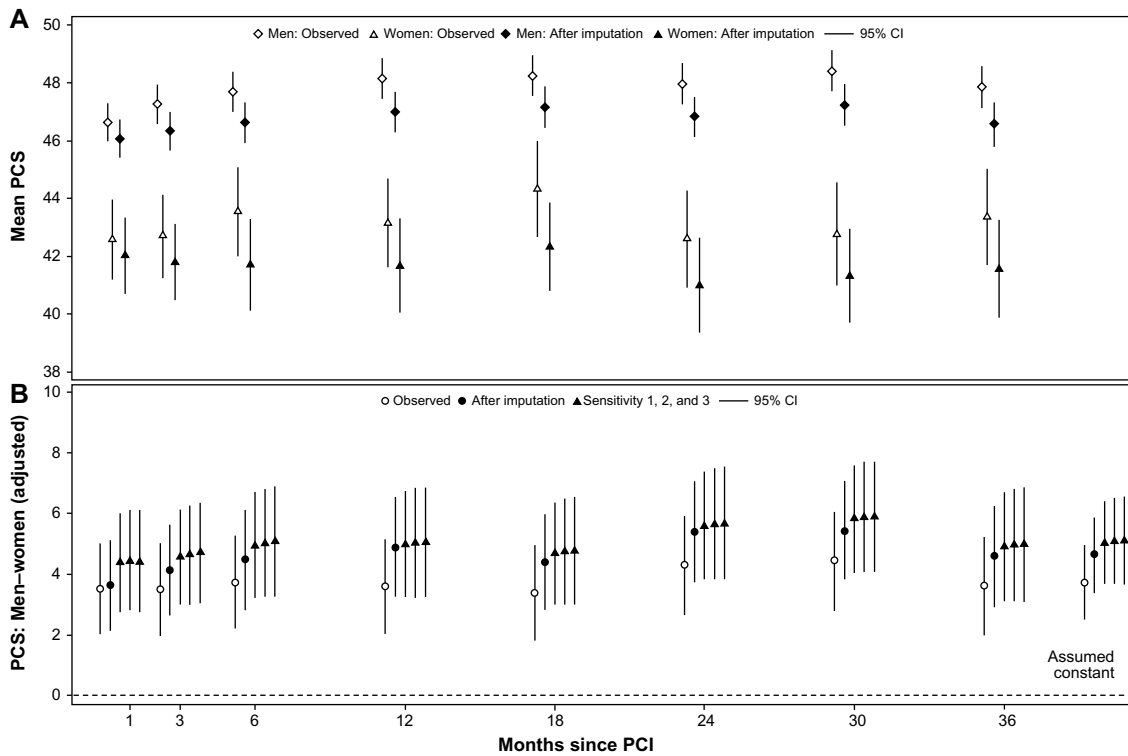 A
50
Men: Observed Women: Observed Men: After imputation Women: After imputation 95% CI
48
46
44
42
40
38
Mean PCS
B
10
Observed After imputation Sensitivity 1, 2, and 3 95% CI
8
6
4
2
0
PCS: Men–women (adjusted)
Assumed
constant
1 3 6 12 18 24 30 36
Months since PCI